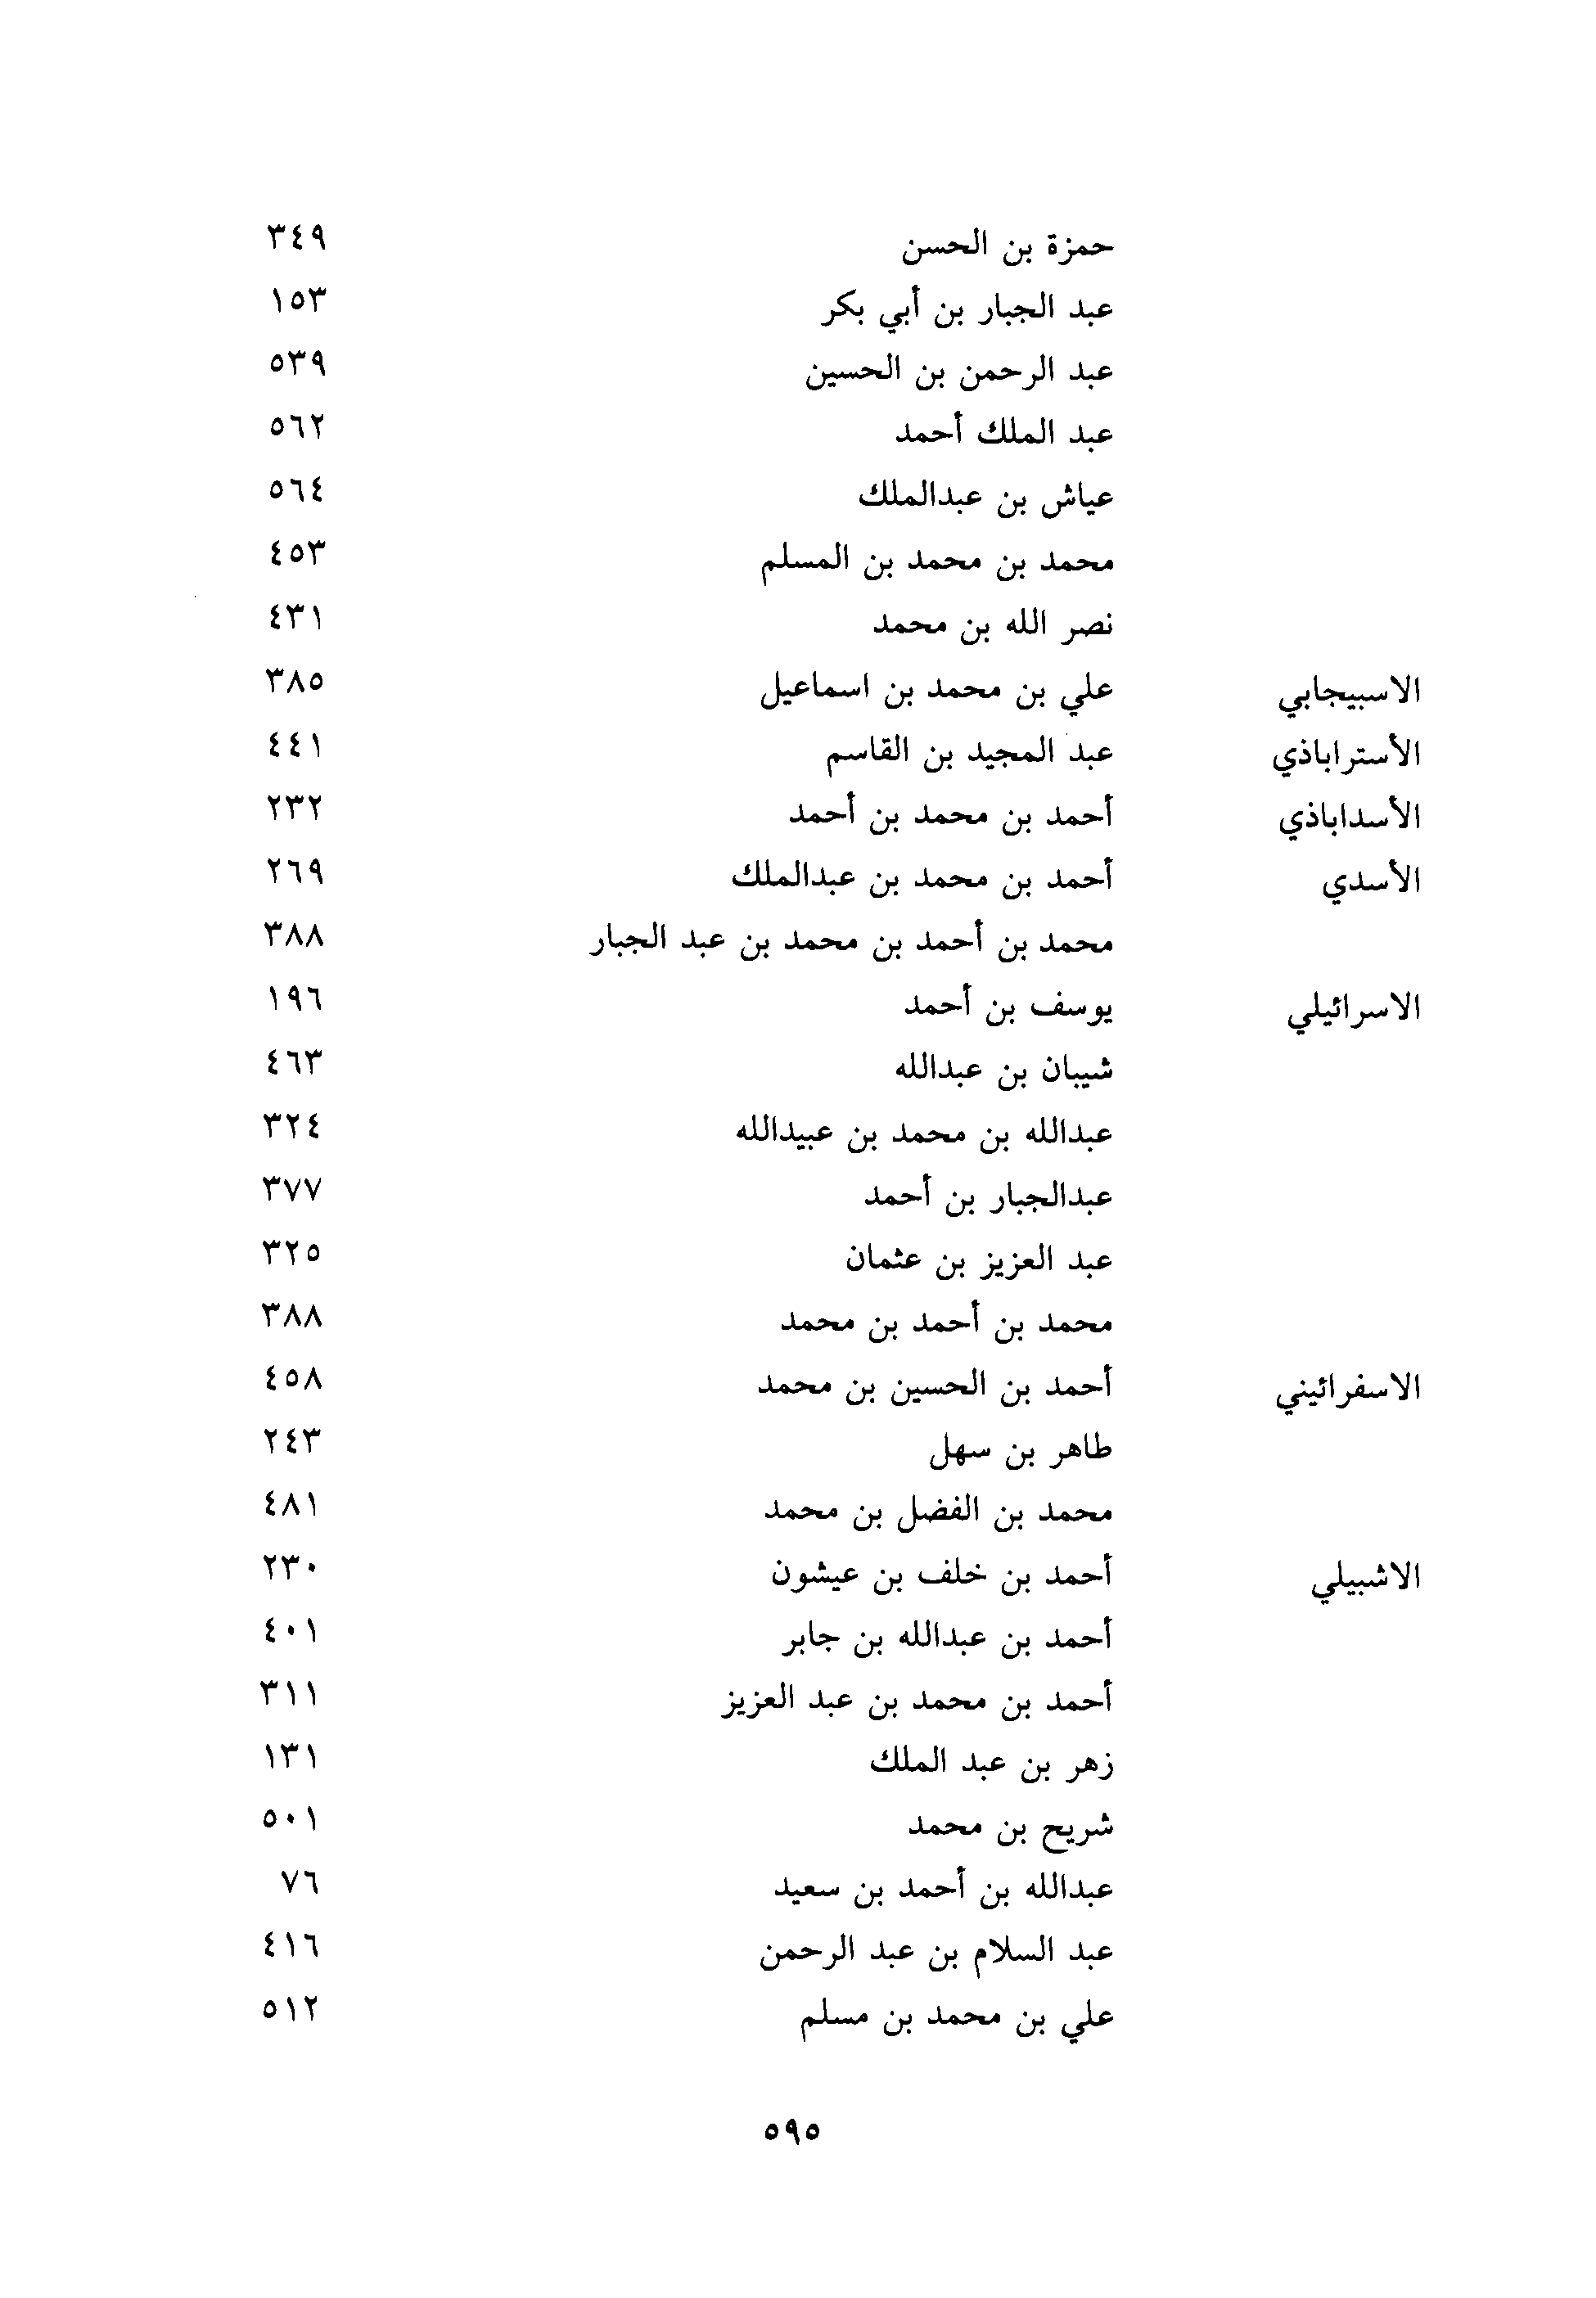 حمزة بن الحسن ٣٤٩
عبد الجبار بن أبي بكر ١٥٣
عبد الرحمن بن الحسين ٥٣٩
عبد الملك أحمد ٥٦٢
عياش بن عبدالملك ٥٦٤
محمد بن محمد بن المسلم ٤٥٣
نصر الله بن محمد ٤٣١
الاسبيجابي علي بن محمد بن اسماعيل ٣٨٥
الأستراباذي عبد المجيد بن القاسم ٤٤١
الأسداباذي أحمد بن محمد بن أحمد ٢٣٢
الأسدي أحمد بن محمد بن عبدالملك ٢٦٩
محمد بن أحمد بن محمد بن عبد الجبار ٣٨٨
الاسرائيلي يوسف بن أحمد ١٩٦
شيبان بن عبدالله ٤٦٣
عبدالله بن محمد بن عبيدالله ٣٢٤
عبدالجبار بن أحمد ٣٧٧
عبد العزيز بن عثمان ٣٢٥
محمد بن أحمد بن محمد ٣٨٨
الاسفرائيني أحمد بن الحسين بن محمد ٤٥٨
طاهر بن سهل ٢٤٣
محمد بن الفضل بن محمد ٤٨١
الاشبيلي أحمد بن خلف بن عيشون ٢٣٠
أحمد بن عبدالله بن جابر ٤٠١
أحمد بن محمد بن عبد العزيز ٣١١
زهر بن عبد الملك ١٣١
شريح بن محمد ٥٠١
عبدالله بن أحمد بن سعيد ٧٦
عبد السلام بن عبد الرحمن ٤١٦
علي بن محمد بن مسلم ٥١٢
٥٩٥